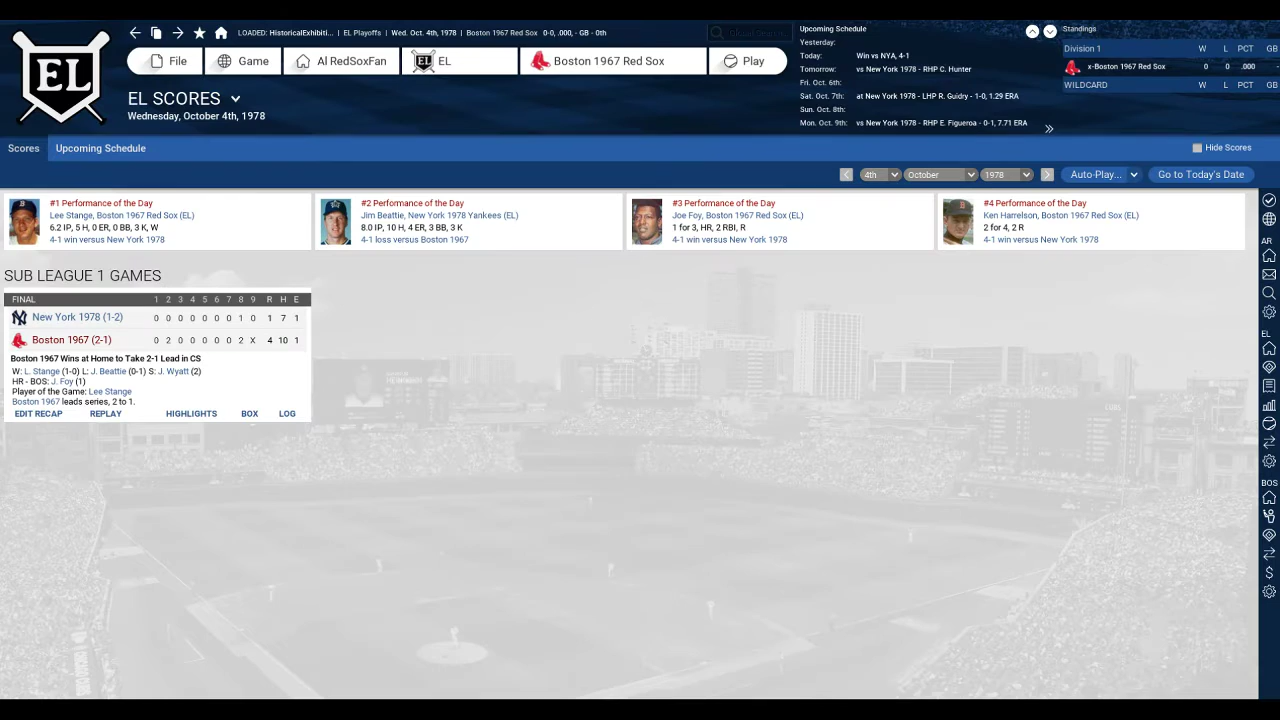 EL
LOADED: HistoricalExhibiti... | EL Playoffs | Wed. Oct. 4th, 1978 | Boston 1967 Red Sox 0-0, .000, - GB - 0th
File
Game
Al RedSoxFan
EL
Boston 1967 Red Sox
Play
EL SCORES
Wednesday, October 4th, 1978
Upcoming Schedule
Yesterday:
Today: Win vs NYA, 4-1
Tomorrow: vs New York 1978 - RHP C. Hunter
Fri. Oct. 6th:
Sat. Oct. 7th: at New York 1978 - LHP R. Guidry - 1-0, 1.29 ERA
Sun. Oct. 8th:
Mon. Oct. 9th: vs New York 1978 - RHP E. Figueroa - 0-1, 7.71 ERA
Standings
Division 1 W L PCT GB
x-Boston 1967 Red Sox 0 0 .000 -
WILDCARD W L PCT GB
Scores
Upcoming Schedule
Hide Scores
4th
October
1978
Auto-Play...
Go to Today's Date
#1 Performance of the Day
Lee Stange, Boston 1967 Red Sox (EL)
6.2 IP, 5 H, 0 ER, 0 BB, 3 K, W
4-1 win versus New York 1978
#2 Performance of the Day
Jim Beattie, New York 1978 Yankees (EL)
8.0 IP, 10 H, 4 ER, 3 BB, 3 K
4-1 loss versus Boston 1967
#3 Performance of the Day
Joe Foy, Boston 1967 Red Sox (EL)
1 for 3, HR, 2 RBI, R
4-1 win versus New York 1978
#4 Performance of the Day
Ken Harrelson, Boston 1967 Red Sox (EL)
2 for 4, 2 R
4-1 win versus New York 1978
SUB LEAGUE 1 GAMES
FINAL 1 2 3 4 5 6 7 8 9 R H E
New York 1978 (1-2) 0 0 0 0 0 0 0 1 0 1 7 1
Boston 1967 (2-1) 0 2 0 0 0 0 0 2 X 4 10 1
Boston 1967 Wins at Home to Take 2-1 Lead in CS
W: L. Stange (1-0) L: J. Beattie (0-1) S: J. Wyatt (2)
HR - BOS: J. Foy (1)
Player of the Game: Lee Stange
Boston 1967 leads series, 2 to 1.
EDIT RECAP
REPLAY
HIGHLIGHTS
BOX
LOG
AR
EL
BOS